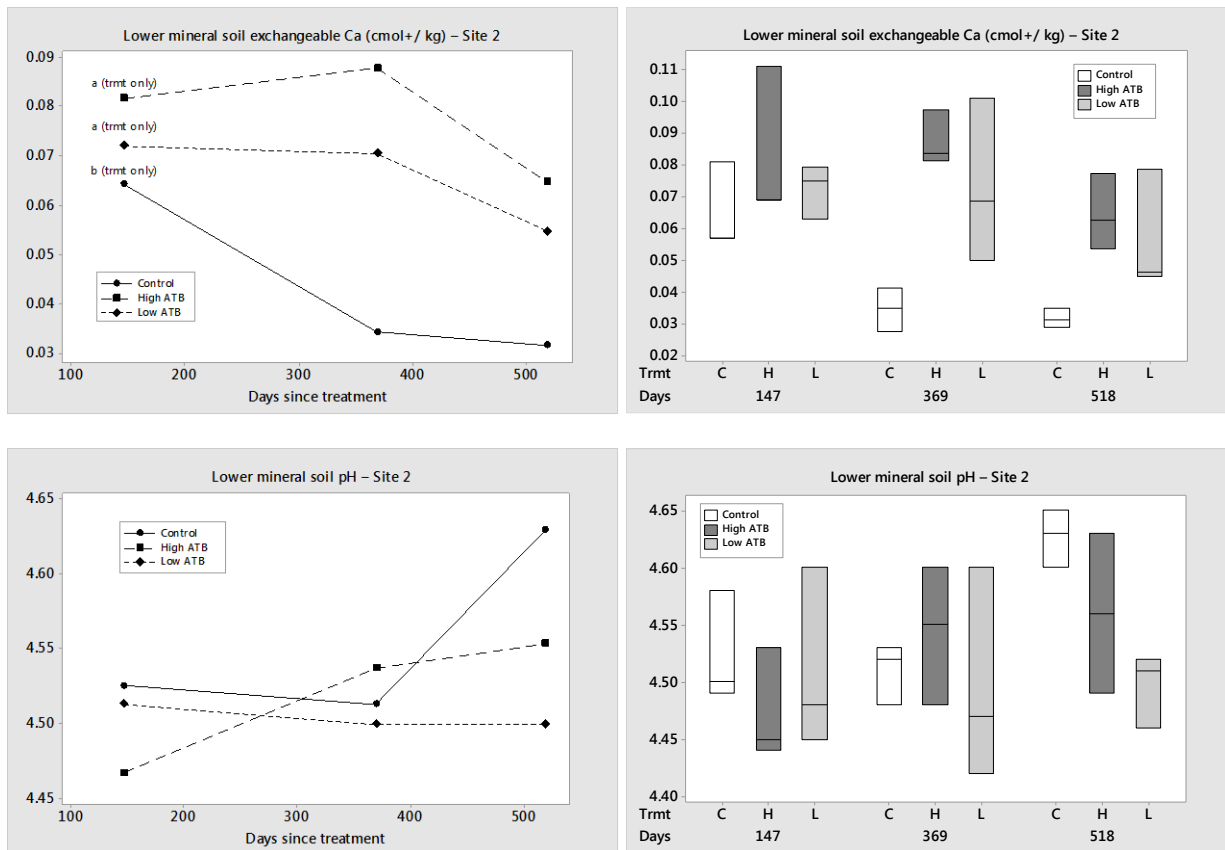 Lower mineral soil exchangeable Ca (cmol+/ kg) – Site 2
0.09
0.08
0.07
0.06
0.05
0.04
0.03
a (trmt only)
a (trmt only)
b (trmt only)
Control
High ATB
Low ATB
100 200 300 400 500
Days since treatment
Lower mineral soil exchangeable Ca (cmol+/ kg) – Site 2
0.11
0.10
0.09
0.08
0.07
0.06
0.05
0.04
0.03
0.02
Control
High ATB
Low ATB
Trmt C H L C H L C H L
Days 147 369 518
Lower mineral soil pH – Site 2
4.65
4.60
4.55
4.50
4.45
Control
High ATB
Low ATB
100 200 300 400 500
Days since treatment
Lower mineral soil pH – Site 2
4.65
4.60
4.55
4.50
4.45
4.40
Control
High ATB
Low ATB
Trmt C H L C H L C H L
Days 147 369 518